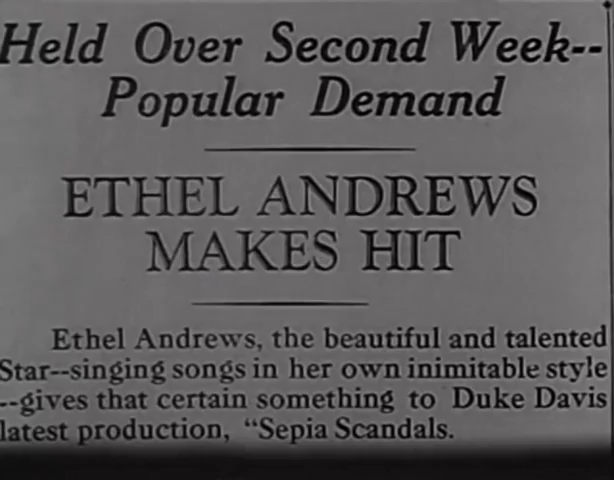 Held Over Second Week--
Popular Demand
ETHEL ANDREWS
MAKES HIT
Ethel Andrews, the beautiful and talented
Star--singing songs in her own inimitable style
--gives that certain something to Duke Davis
latest production, "Sepia Scandals.